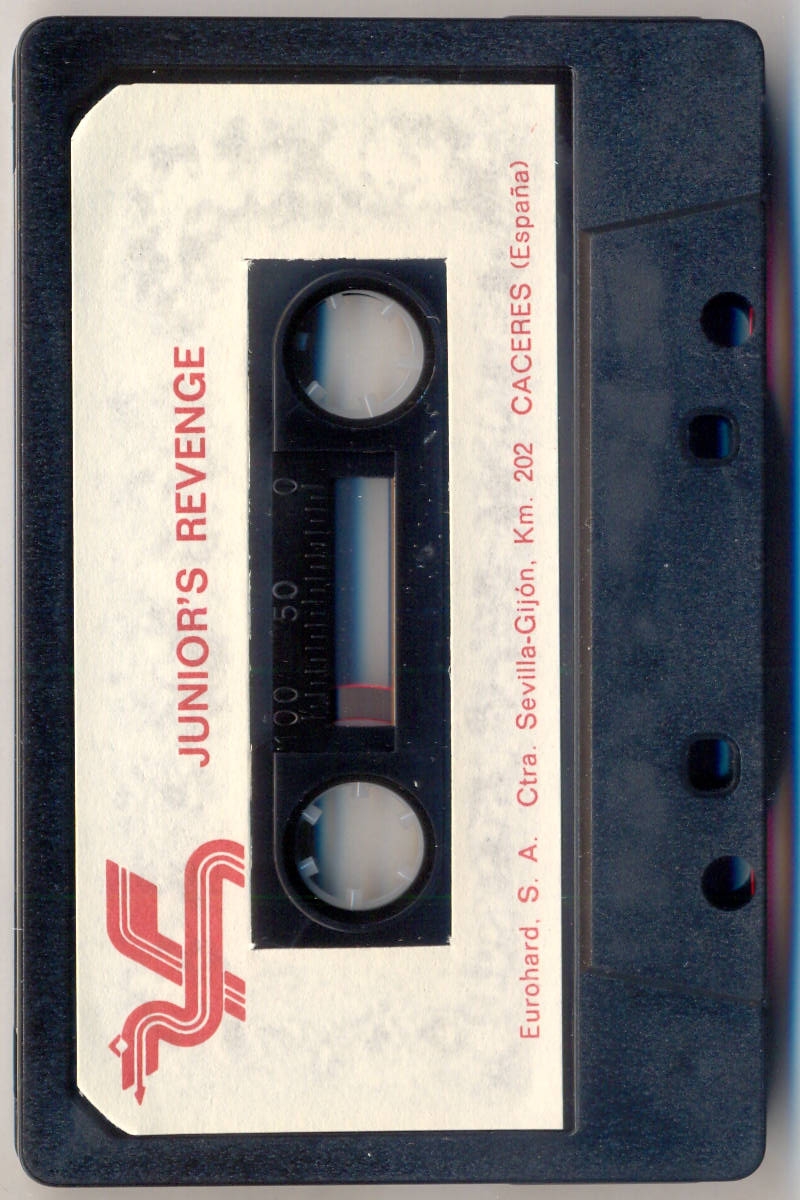 JUNIOR'S REVENGE
100 50 0
Eurohard, S. A. Ctra. Sevilla-Gijón, Km. 202 CACERES (España)